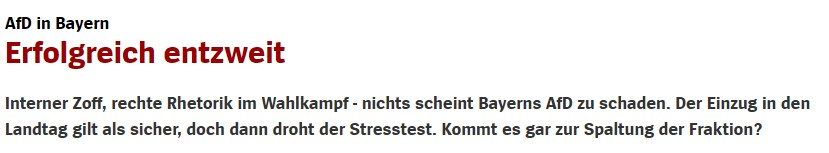 AfD in Bayern
Erfolgreich entzweit
Interner Zoff, rechte Rhetorik im Wahlkampf - nichts scheint Bayerns AfD zu schaden. Der Einzug in den
Landtag gilt als sicher, doch dann droht der Stresstest. Kommt es gar zur Spaltung der Fraktion?